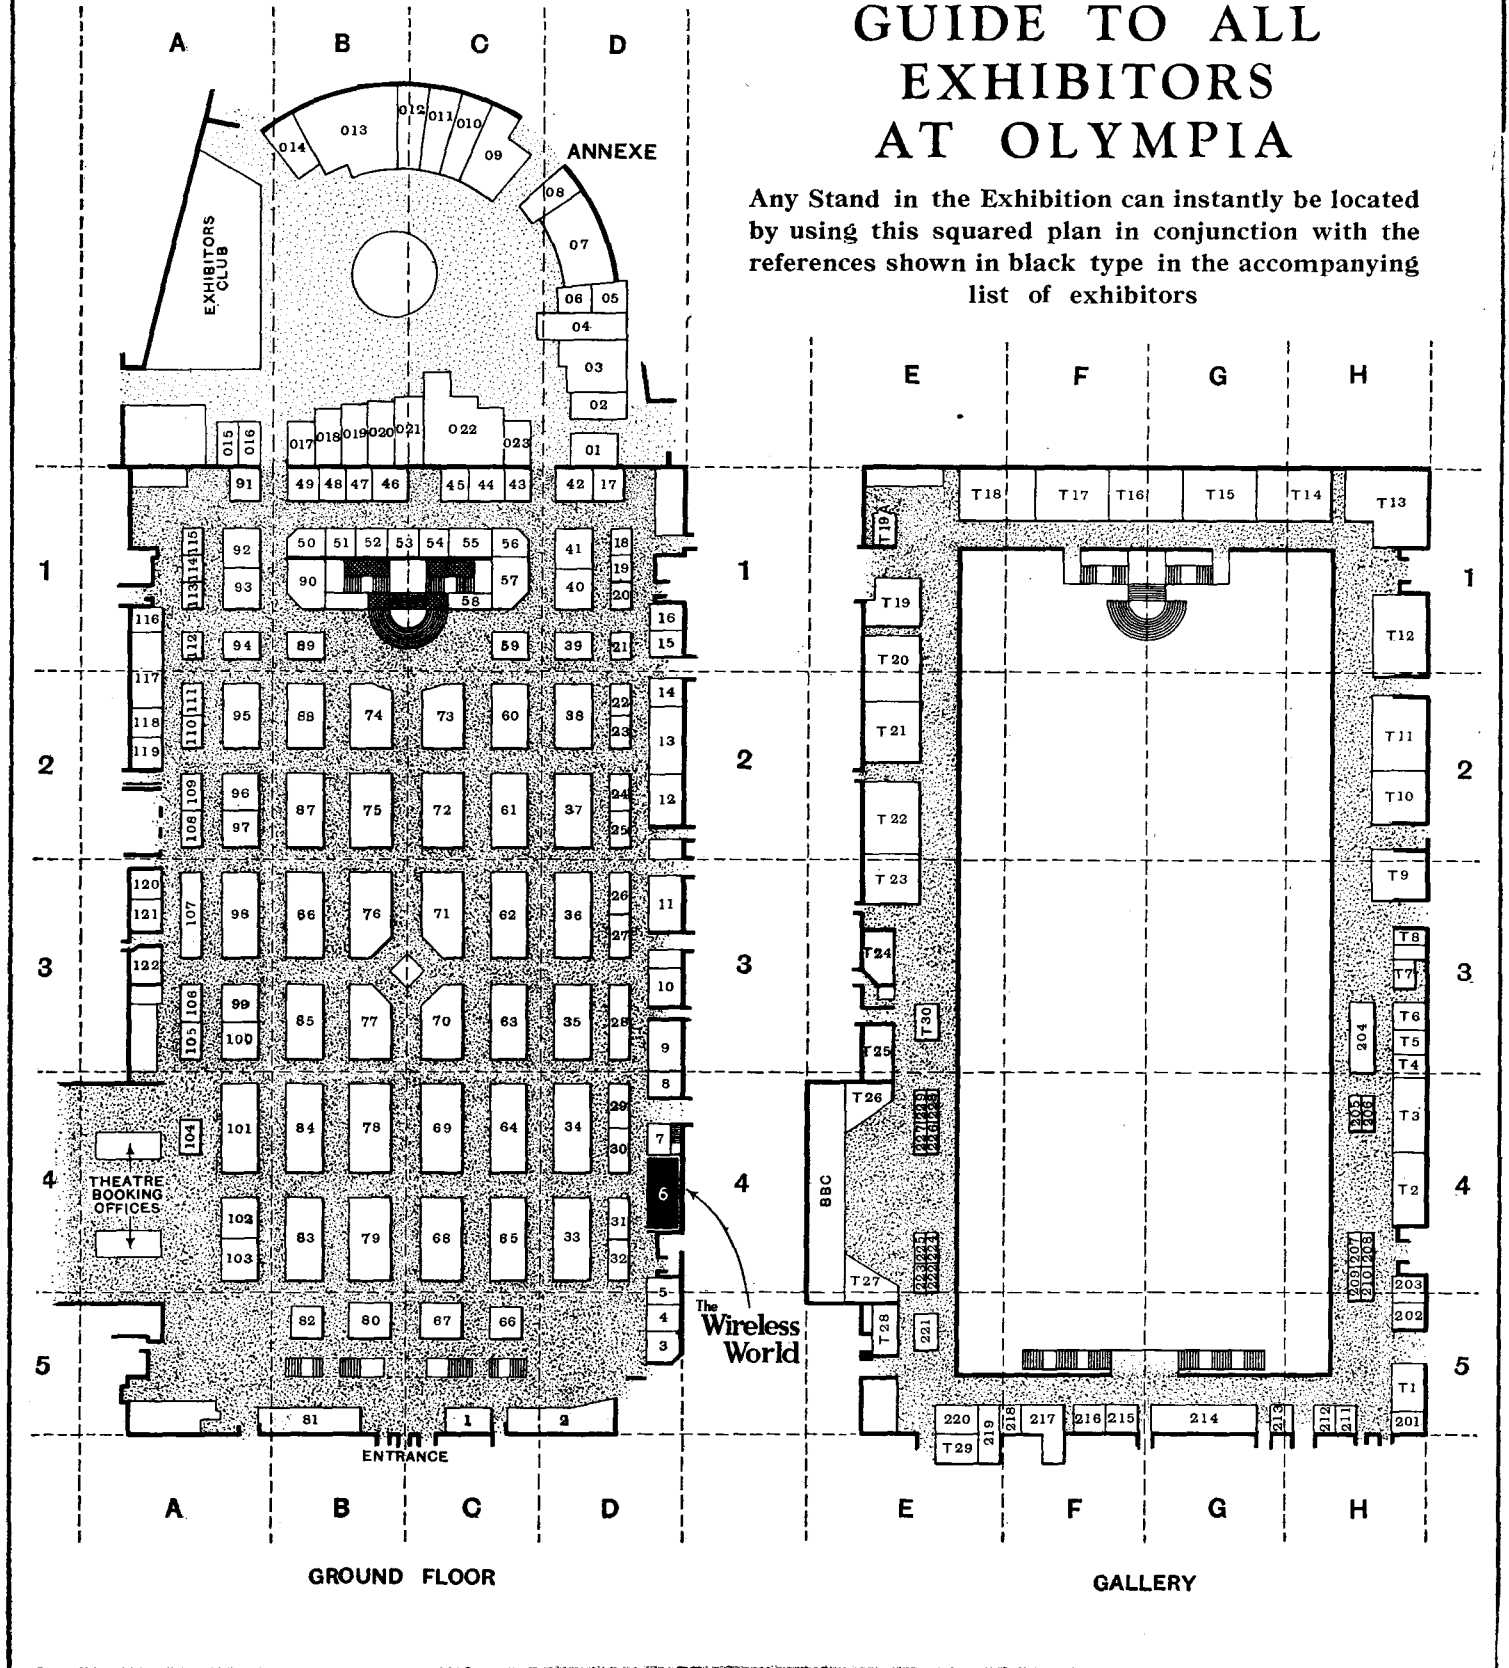 GUIDE TO ALL
EXHIBITORS
AT OLYMPIA
Any Stand in the Exhibition can instantly be located
by using this squared plan in conjunction with the
references shown in black type in the accompanying
list of exhibitors
A B C D
014 013 012 011 010 09
ANNEXE
08
07
06 05
04
03
02
01
EXHIBITORS
CLUB
015 016 017 018 019 020 021 022 023
91 49 48 47 46 45 44 43 42 17
115 92 50 51 52 53 54 55 56 41 18
1
114 19
113 93 90 57 40 20
58
116 16
112 94 89 59 39 21 15
117 14
111 95 88 74 73 60 38 22
118 110 23 13
119
2
109 96 87 75 72 61 37 24 12
108 97 25
120 26
121 107 98 86 76 71 62 36 11
27
122
3
10
106 99 85 77 70 63 35 28
105 100 9
8
29
104 101 84 78 69 64 34 7
30
4
THEATRE
BOOKING
OFFICES
6
102 83 79 68 65 33 31
103 32
5
82 80 67 66 4
3
5
81 1 2
ENTRANCE
The
Wireless
World
A B C D
GROUND FLOOR
E F G H
T18 T17 T16 T15 T14 T13
T19A
1 1
T19 T12
T20
T21 T11
2 2
T10
T22
T23 T9
T8
T24 T7
3 3
T30 204 T6
T5
T25 T4
T26 T3
229 228 205 206
227 226
BBC
4 4
T2
225 224 207 208
223 222 209 210 203
T27
202
T28 221
5
T1
220 219 218 217 216 215 214 213 212 211 201
T29
E F G H
GALLERY